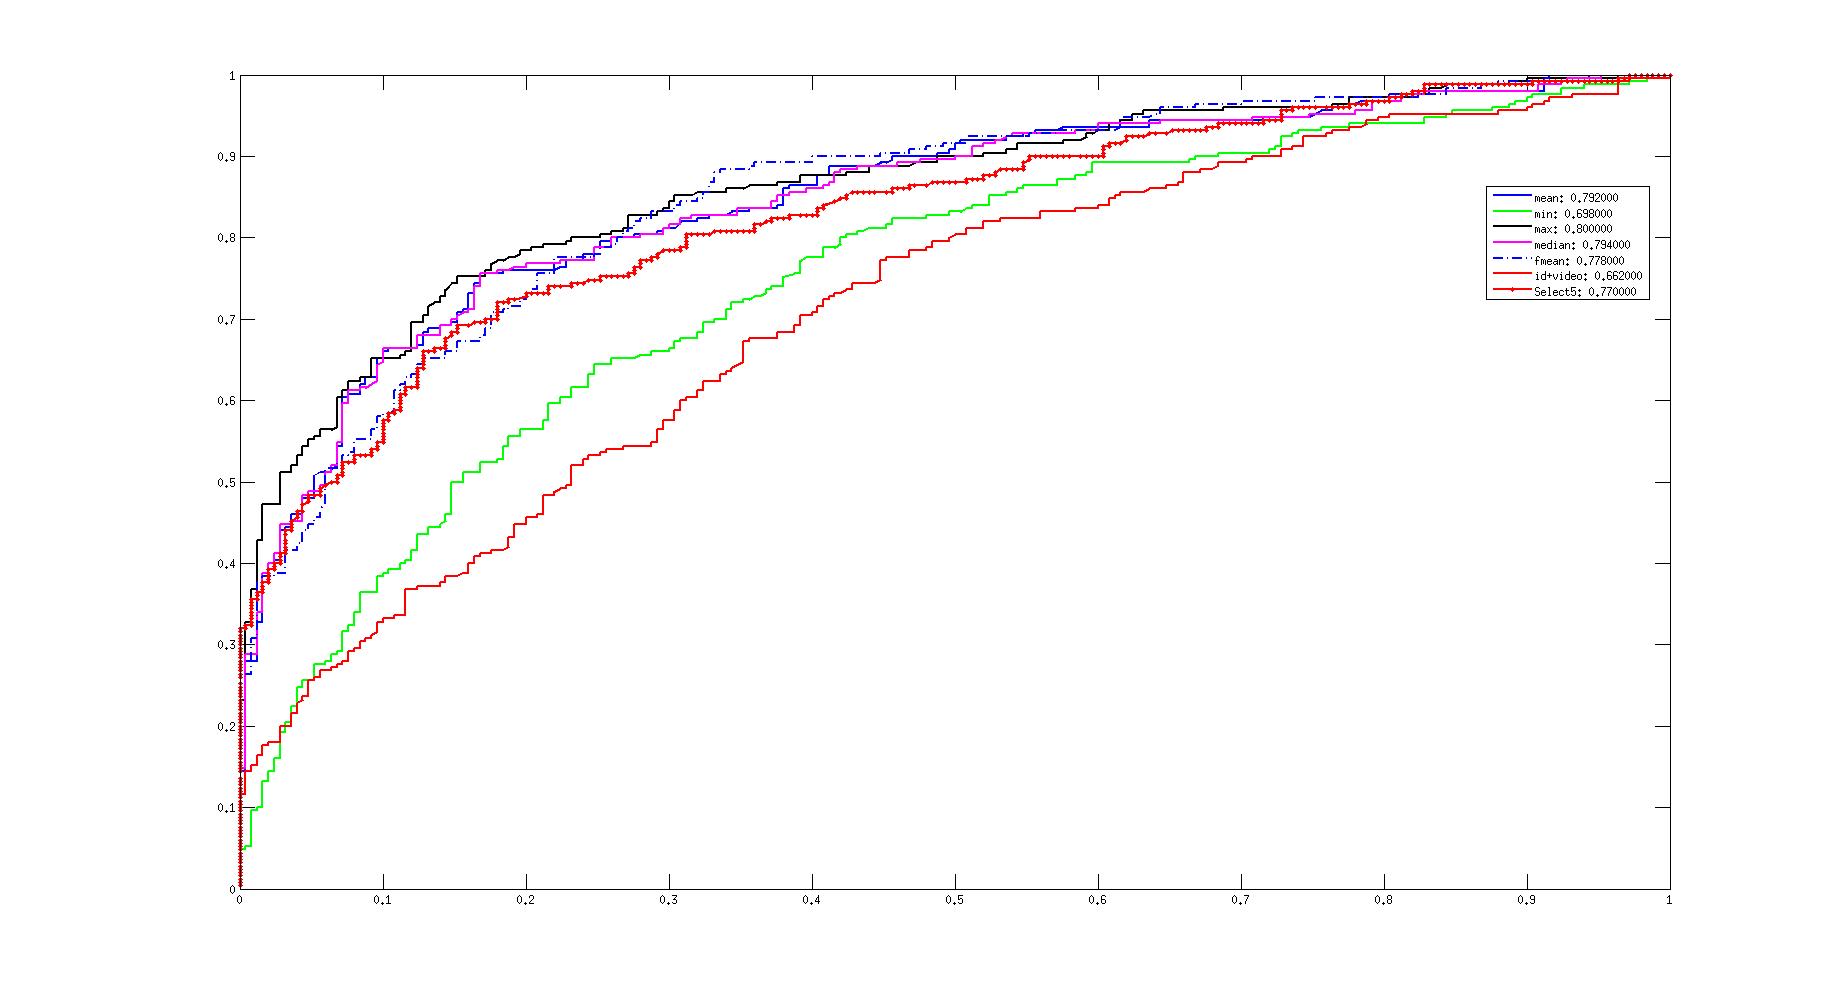 1
0.9
0.8
0.7
0.6
0.5
0.4
0.3
0.2
0.1
0
0 0.1 0.2 0.3 0.4 0.5 0.6 0.7 0.8 0.9 1
mean: 0.792000
min: 0.698000
max: 0.800000
median: 0.794000
fmean: 0.778000
id+video: 0.662000
Select5: 0.770000